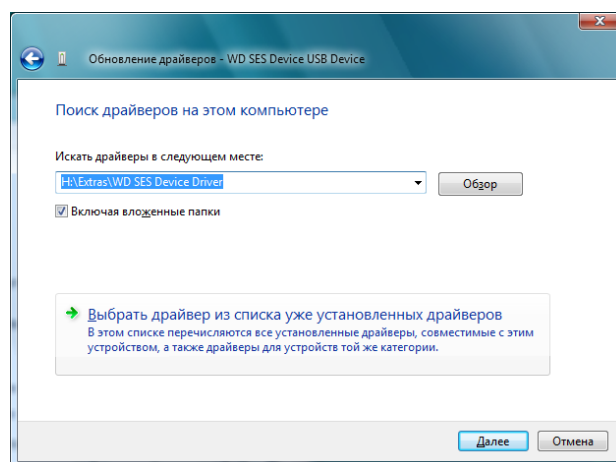 Обновление драйверов - WD SES Device USB Device
Поиск драйверов на этом компьютере
Искать драйверы в следующем месте:
H:\Extras\WD SES Device Driver
Обзор
Включая вложенные папки
Выбрать драйвер из списка уже установленных драйверов
В этом списке перечисляются все установленные драйверы, совместимые с этим
устройством, а также драйверы для устройств той же категории.
Далее
Отмена